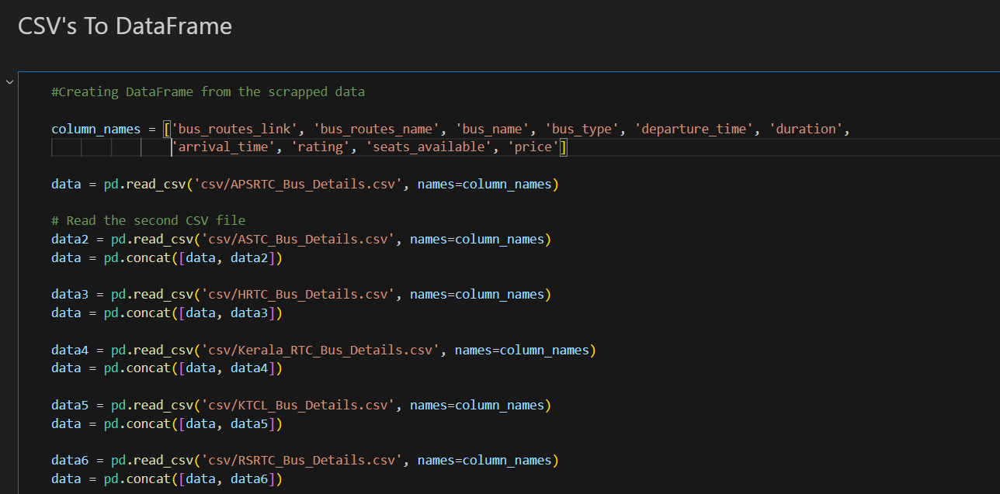 CSV's To DataFrame
#Creating DataFrame from the scrapped data
column_names = ['bus_routes_link', 'bus_routes_name', 'bus_name', 'bus_type', 'departure_time', 'duration',
'arrival_time', 'rating', 'seats_available', 'price']
data = pd.read_csv('csv/APSRTC_Bus_Details.csv', names=column_names)
# Read the second CSV file
data2 = pd.read_csv('csv/ASTC_Bus_Details.csv', names=column_names)
data = pd.concat([data, data2])
data3 = pd.read_csv('csv/HRTC_Bus_Details.csv', names=column_names)
data = pd.concat([data, data3])
data4 = pd.read_csv('csv/Kerala_RTC_Bus_Details.csv', names=column_names)
data = pd.concat([data, data4])
data5 = pd.read_csv('csv/KTCL_Bus_Details.csv', names=column_names)
data = pd.concat([data, data5])
data6 = pd.read_csv('csv/RSRTC_Bus_Details.csv', names=column_names)
data = pd.concat([data, data6])